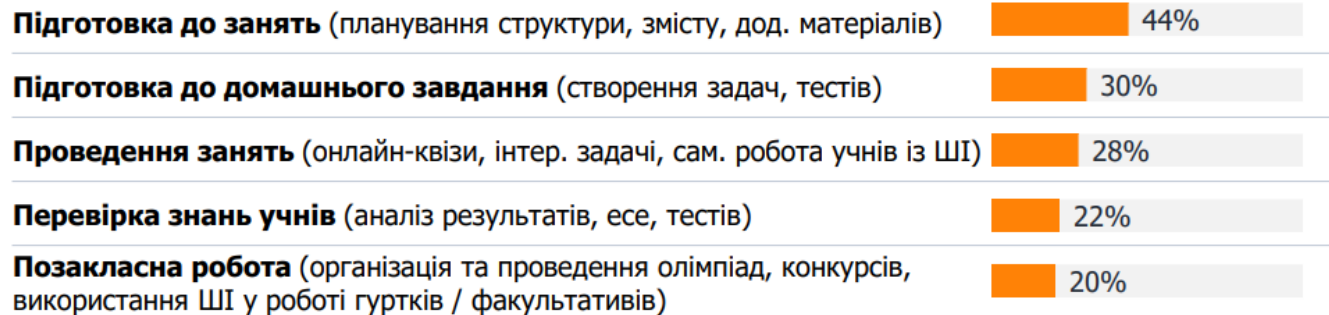 Підготовка до занять (планування структури, змісту, дод. матеріалів) 44%
Підготовка до домашнього завдання (створення задач, тестів) 30%
Проведення занять (онлайн-квізи, інтер. задачі, сам. робота учнів із ШІ) 28%
Перевірка знань учнів (аналіз результатів, есе, тестів) 22%
Позакласна робота (організація та проведення олімпіад, конкурсів,
використання ШІ у роботі гуртків / факультативів) 20%